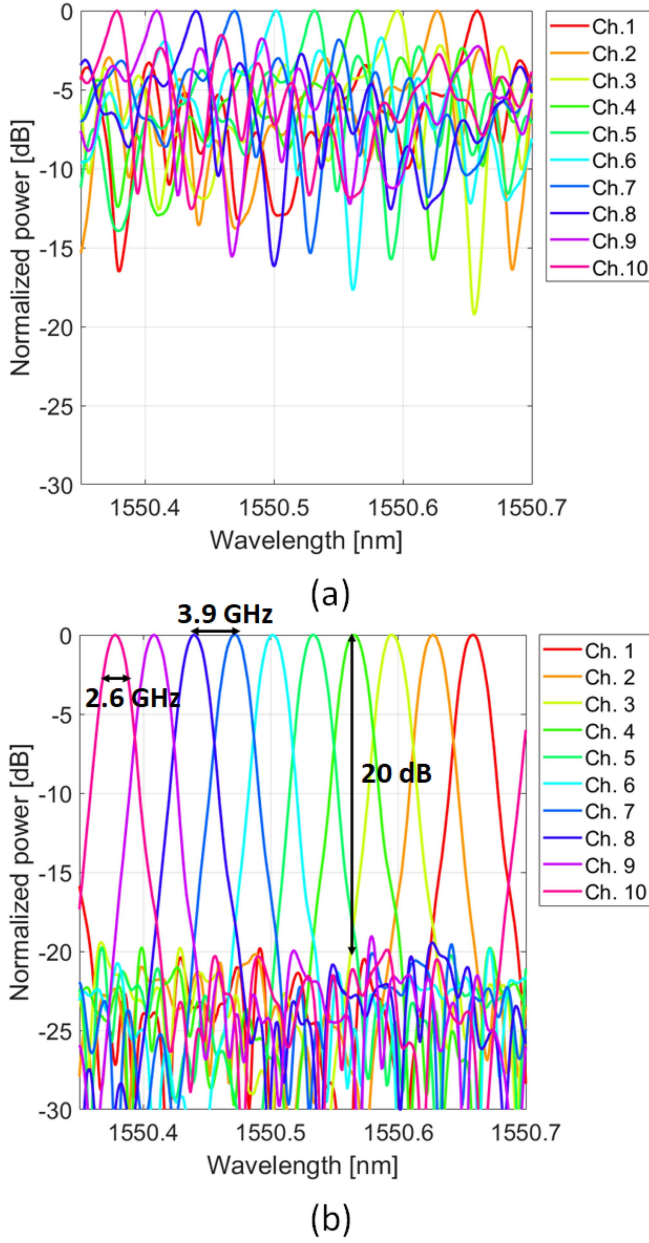 0
-5
-10
-15
-20
-25
-30
Normalized power [dB]
1550.4
1550.5
1550.6
1550.7
Wavelength [nm]
Ch.1
Ch.2
Ch.3
Ch.4
Ch.5
Ch.6
Ch.7
Ch.8
Ch.9
Ch.10
(a)
3.9 GHz
2.6 GHz
20 dB
0
-5
-10
-15
-20
-25
-30
Normalized power [dB]
1550.4
1550.5
1550.6
1550.7
Wavelength [nm]
Ch. 1
Ch. 2
Ch. 3
Ch. 4
Ch. 5
Ch. 6
Ch. 7
Ch. 8
Ch. 9
Ch. 10
(b)